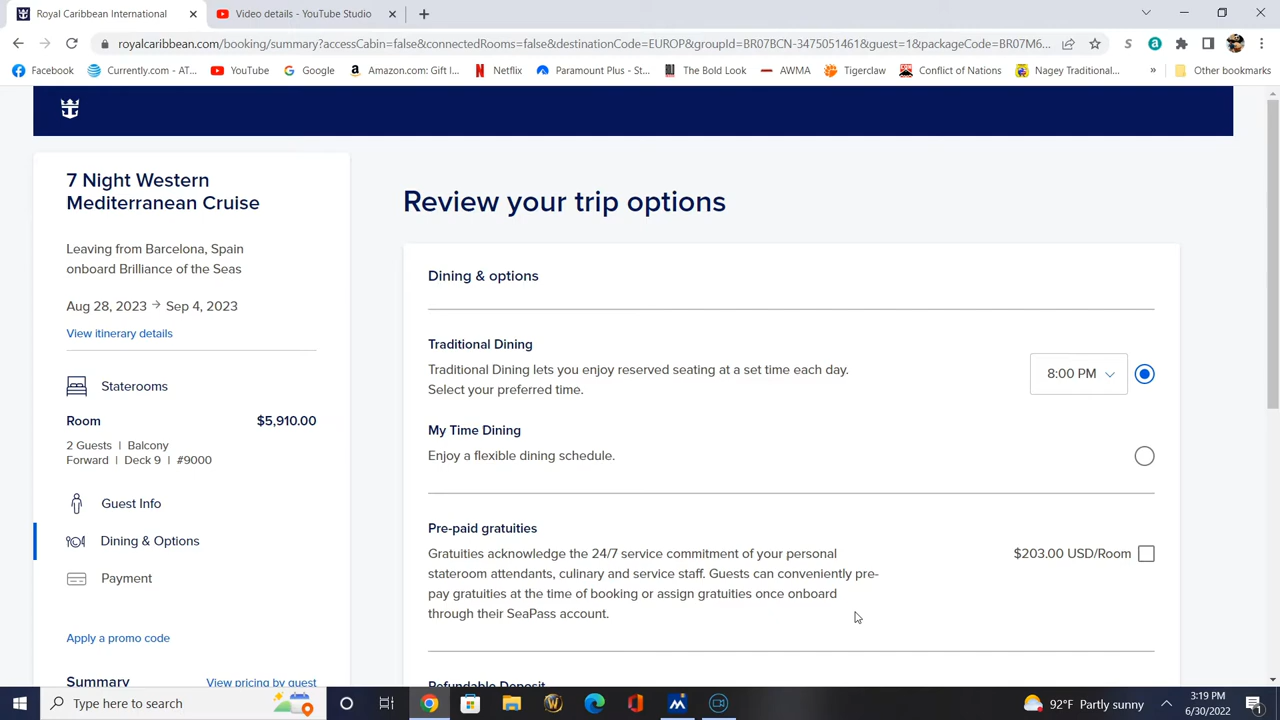 Royal Caribbean International
Video details - YouTube Studio
royalcaribbean.com/booking/summary?accessCabin=false&connectedRooms=false&destinationCode=EUROP&groupId=BR07BCN-3475051461&guest=1&packageCode=BR07M6...
Facebook
Currently.com - AT...
YouTube
Google
Amazon.com: Gift I...
Netflix
Paramount Plus - St...
The Bold Look
AWMA
Tigerclaw
Conflict of Nations
Nagey Traditional...
»
Other bookmarks
7 Night Western
Mediterranean Cruise
Leaving from Barcelona, Spain
onboard Brilliance of the Seas
Aug 28, 2023 → Sep 4, 2023
View itinerary details
Staterooms
Room $5,910.00
2 Guests | Balcony
Forward | Deck 9 | #9000
Guest Info
Dining & Options
Payment
Apply a promo code
Summary View pricing by guest
Review your trip options
Dining & options
Traditional Dining
Traditional Dining lets you enjoy reserved seating at a set time each day.
Select your preferred time.
8:00 PM
My Time Dining
Enjoy a flexible dining schedule.
Pre-paid gratuities
Gratuities acknowledge the 24/7 service commitment of your personal
stateroom attendants, culinary and service staff. Guests can conveniently pre-
pay gratuities at the time of booking or assign gratuities once onboard
through their SeaPass account.
$203.00 USD/Room
Refundable Deposit
Type here to search
92°F Partly sunny
3:19 PM
6/30/2022
1